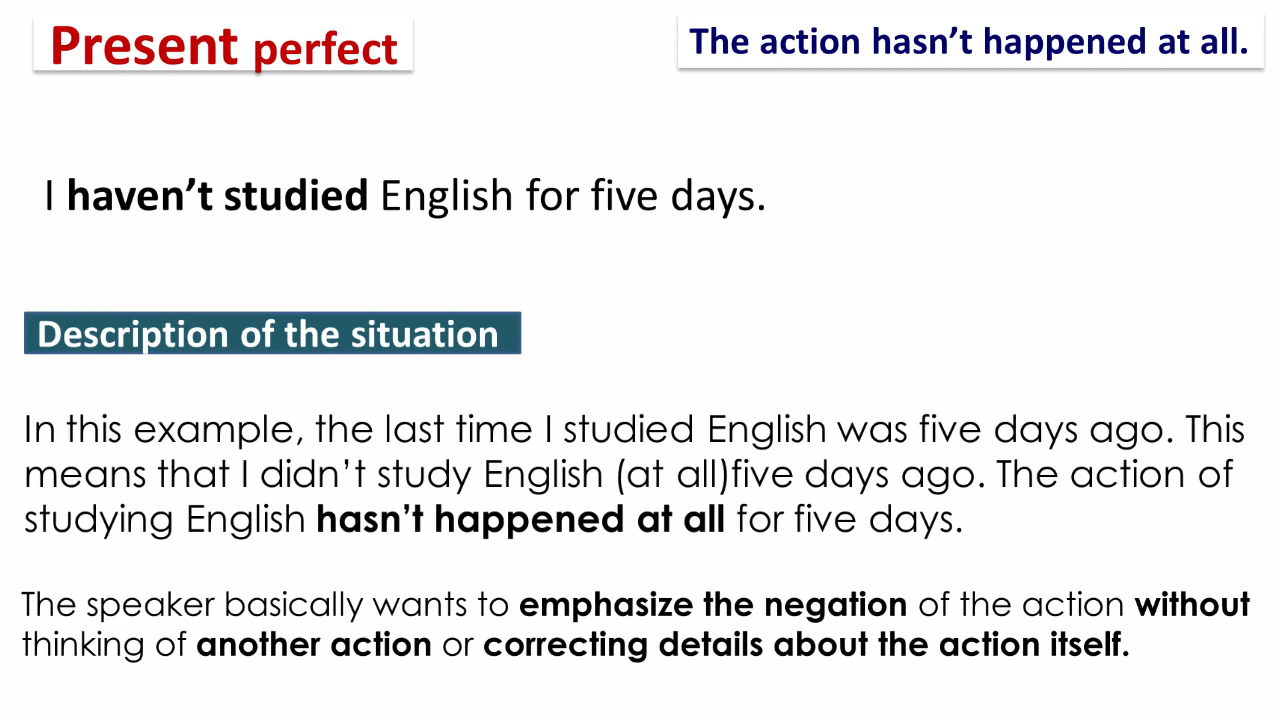 Present perfect
The action hasn’t happened at all.
I haven’t studied English for five days.
Description of the situation
In this example, the last time I studied English was five days ago. This
means that I didn’t study English (at all)five days ago. The action of
studying English hasn’t happened at all for five days.
The speaker basically wants to emphasize the negation of the action without
thinking of another action or correcting details about the action itself.